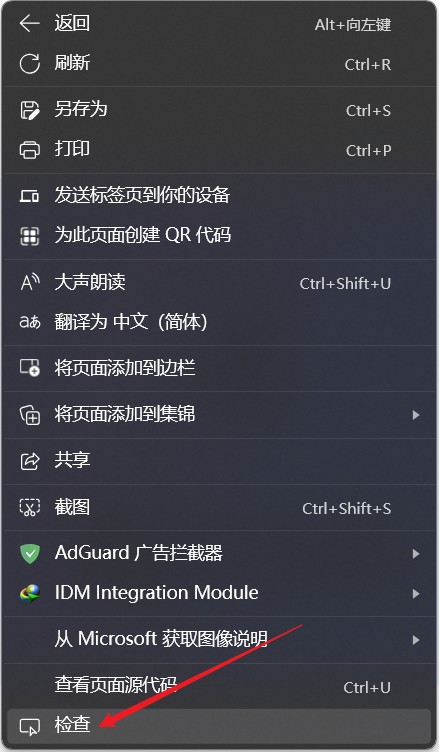 返回 Alt+向左键
刷新 Ctrl+R
另存为 Ctrl+S
打印 Ctrl+P
发送标签页到你的设备
为此页面创建 QR 代码
大声朗读 Ctrl+Shift+U
翻译为 中文（简体）
将页面添加到边栏
将页面添加到集锦
共享
截图 Ctrl+Shift+S
AdGuard 广告拦截器
IDM Integration Module
从 Microsoft 获取图像说明
查看页面源代码 Ctrl+U
检查